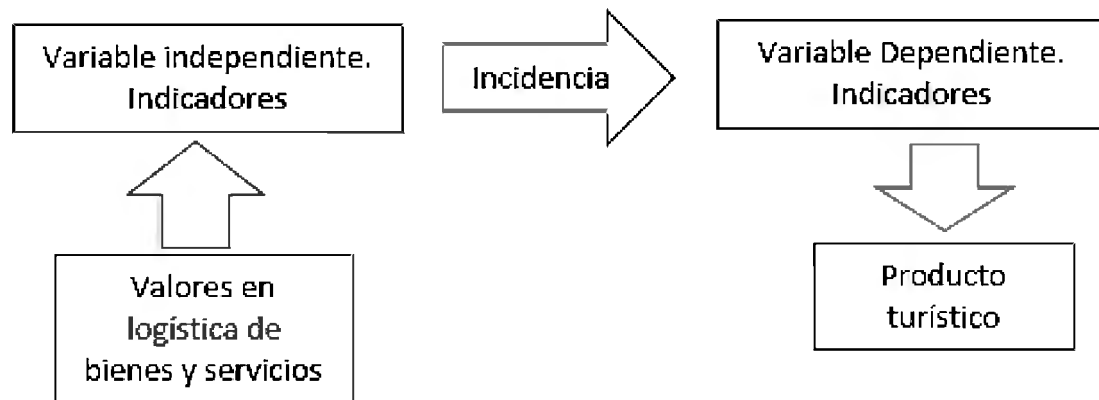 Variable independiente.
Indicadores
Incidencia
Variable Dependiente.
Indicadores
Valores en
logística de
bienes y servicios
Producto
turístico